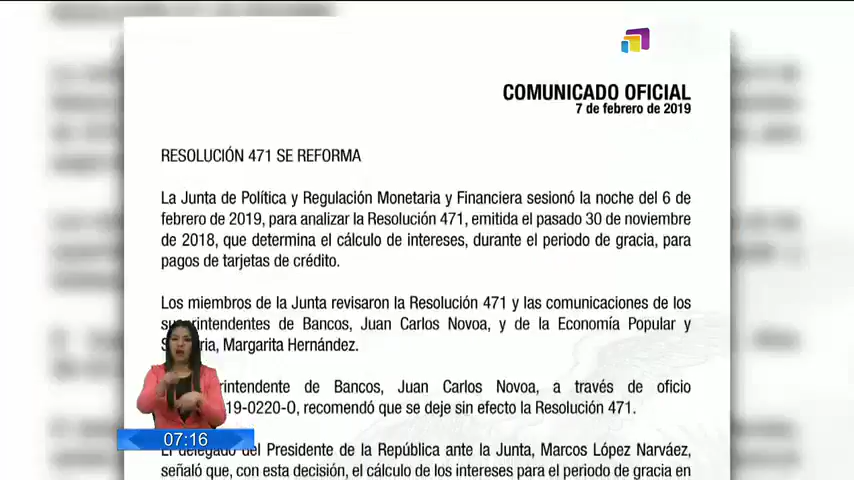 COMUNICADO OFICIAL
7 de febrero de 2019
RESOLUCIÓN 471 SE REFORMA
La Junta de Política y Regulación Monetaria y Financiera sesionó la noche del 6 de
febrero de 2019, para analizar la Resolución 471, emitida el pasado 30 de noviembre
de 2018, que determina el cálculo de intereses, durante el periodo de gracia, para
pagos de tarjetas de crédito.
Los miembros de la Junta revisaron la Resolución 471 y las comunicaciones de los
de Bancos, Juan Carlos Novoa, y de la Economía Popular y
Margarita Hernández.
de Bancos, Juan Carlos Novoa, a través de oficio
19-0220-O, recomendó que se deje sin efecto la Resolución 471.
El delegado del Presidente de la República ante la Junta, Marcos López Narváez,
señaló que, con esta decisión, el cálculo de los intereses para el periodo de gracia en
07:16